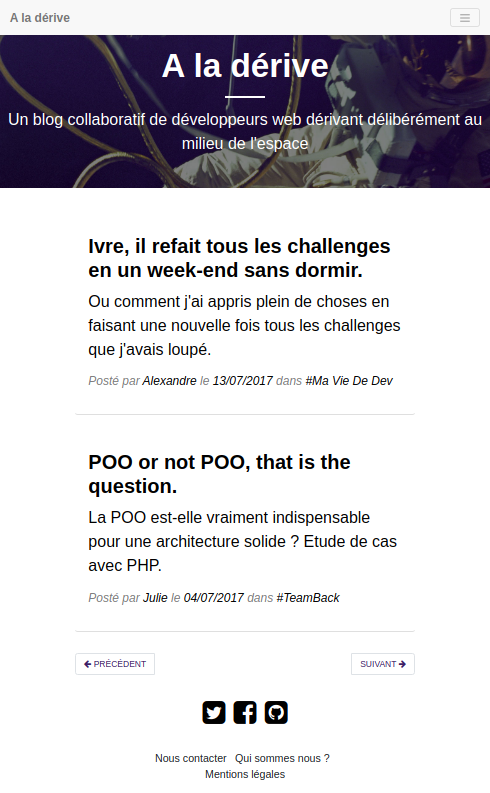 A la dérive
A la dérive
Un blog collaboratif de développeurs web dérivant délibérément au
milieu de l'espace
Ivre, il refait tous les challenges
en un week-end sans dormir.
Ou comment j'ai appris plein de choses en
faisant une nouvelle fois tous les challenges
que j'avais loupé.
Posté par Alexandre le 13/07/2017 dans #Ma Vie De Dev
POO or not POO, that is the
question.
La POO est-elle vraiment indispensable
pour une architecture solide ? Etude de cas
avec PHP.
Posté par Julie le 04/07/2017 dans #TeamBack
PRÉCÉDENT SUIVANT
Nous contacter Qui sommes nous ?
Mentions légales